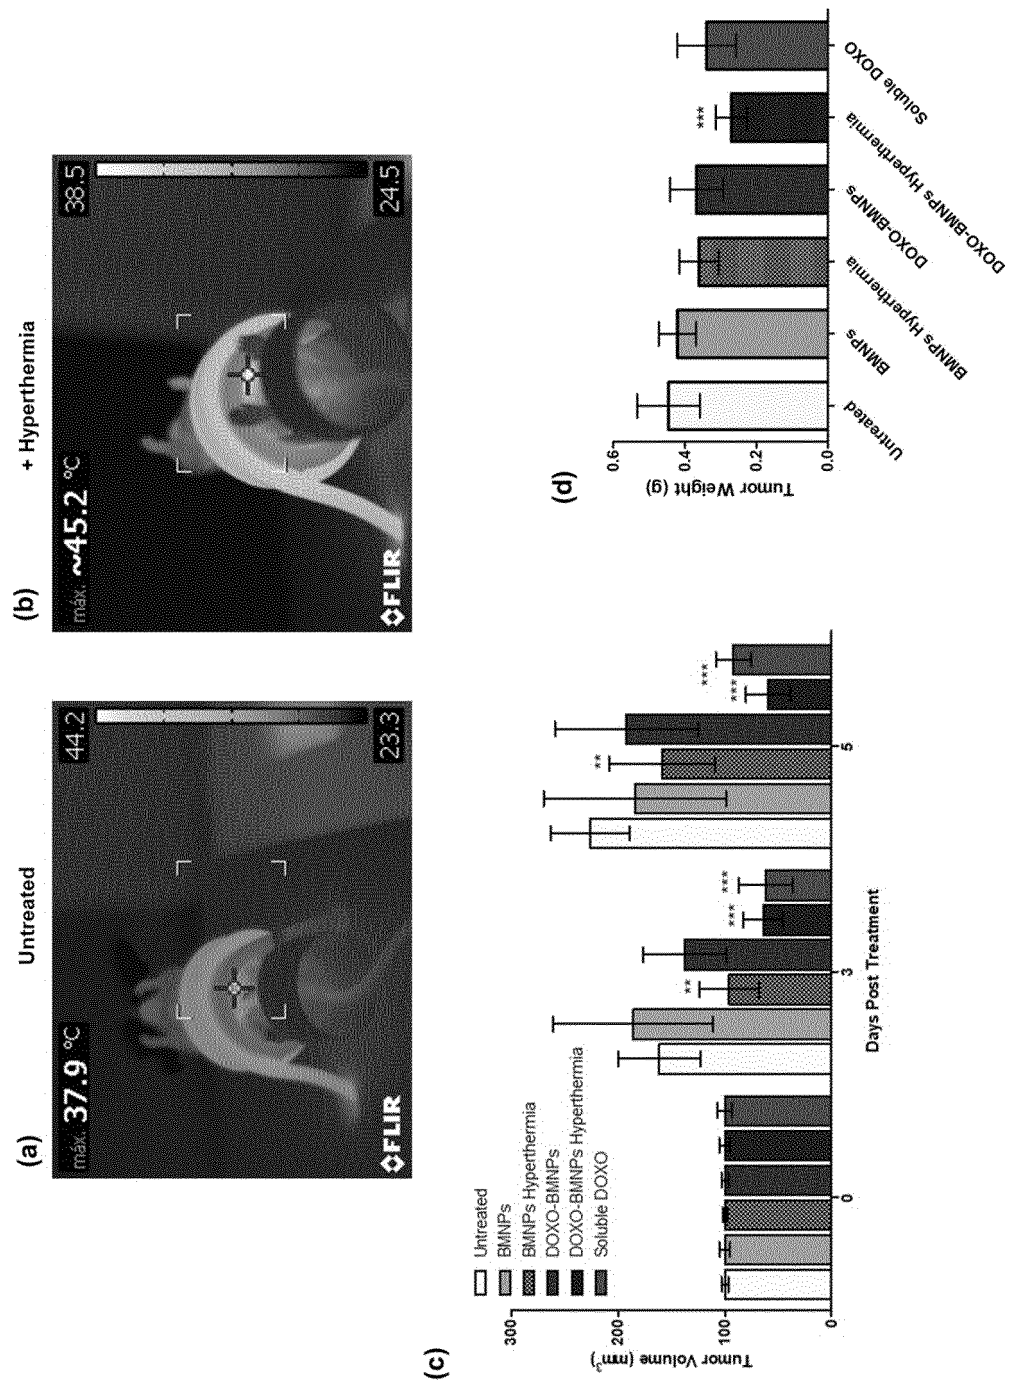 (a)
Untreated
máx. 37.9 °C
44.2
23.3
FLIR
(b)
+ Hyperthermia
máx. ~45.2 °C
38.5
24.5
FLIR
(c)
Untreated
BMNPs
BMNPs Hyperthermia
DOXO-BMNPs
DOXO-BMNPs Hyperthermia
Soluble DOXO
Tumor Volume (mm³)
300
200
100
0
** *** ***
** *** ***
0 3 5
Days Post Treatment
(d)
Tumor Weight (g)
0.6
0.4
0.2
0.0
***
Untreated
BMNPs
BMNPs Hyperthermia
DOXO-BMNPs
DOXO-BMNPs Hyperthermia
Soluble DOXO